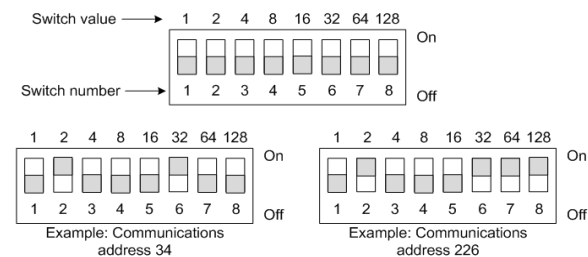 Switch value 1 2 4 8 16 32 64 128
On
Switch number 1 2 3 4 5 6 7 8
Off
1 2 4 8 16 32 64 128
On
1 2 3 4 5 6 7 8
Off
Example: Communications
address 34
1 2 4 8 16 32 64 128
On
1 2 3 4 5 6 7 8
Off
Example: Communications
address 226